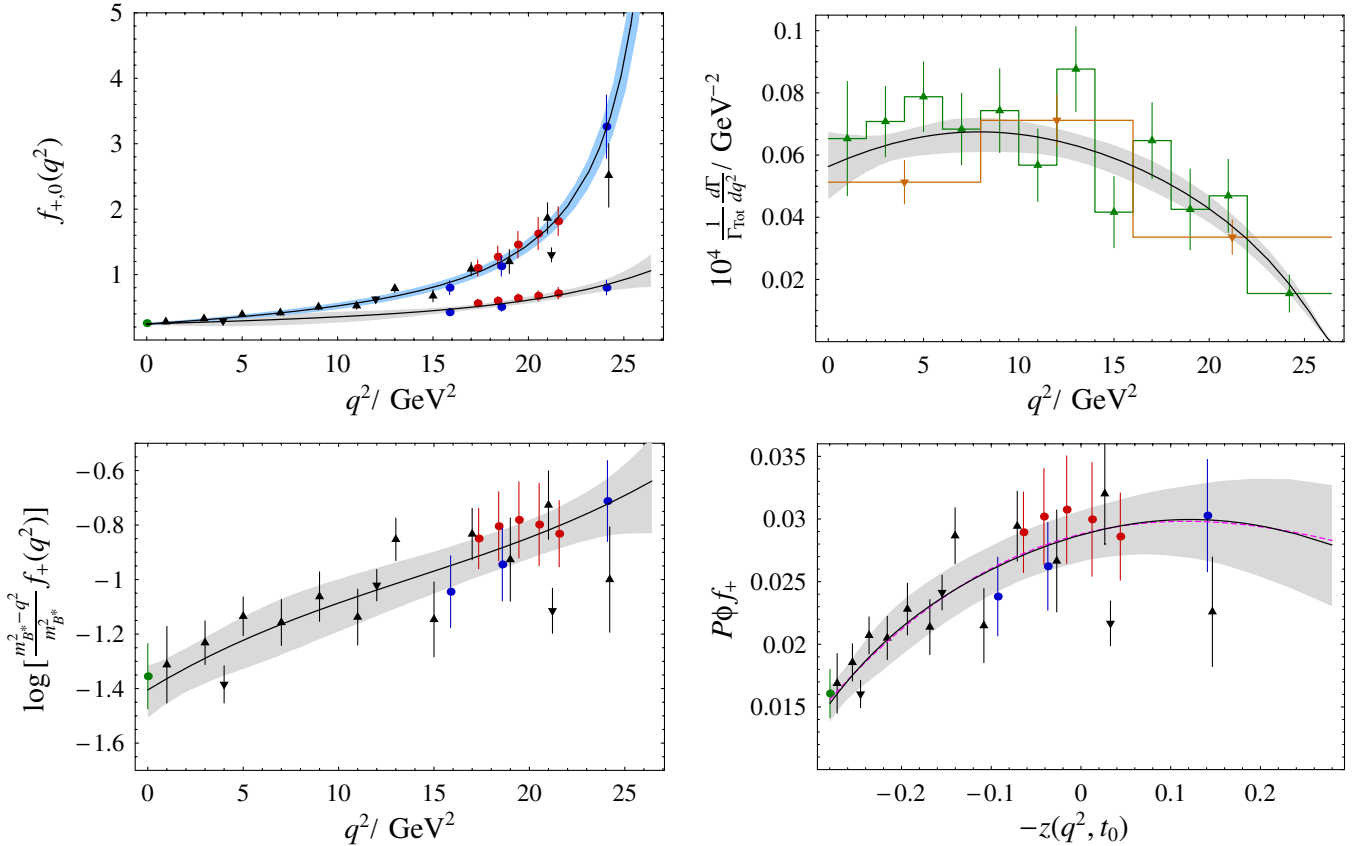 5
4
3
2
1
f+,0(q²)
0 5 10 15 20 25
q²/ GeV²
0.1
0.08
0.06
0.04
0.02
10⁴ 1/Γ_Tot dΓ/dq² / GeV⁻²
0 5 10 15 20 25
q²/ GeV²
−0.6
−0.8
−1
−1.2
−1.4
−1.6
log [ (m²_B* − q²)/m²_B* f+(q²)]
0 5 10 15 20 25
q²/ GeV²
0.035
0.03
0.025
0.02
0.015
Pϕf+
−0.2 −0.1 0 0.1 0.2
−z(q², t₀)